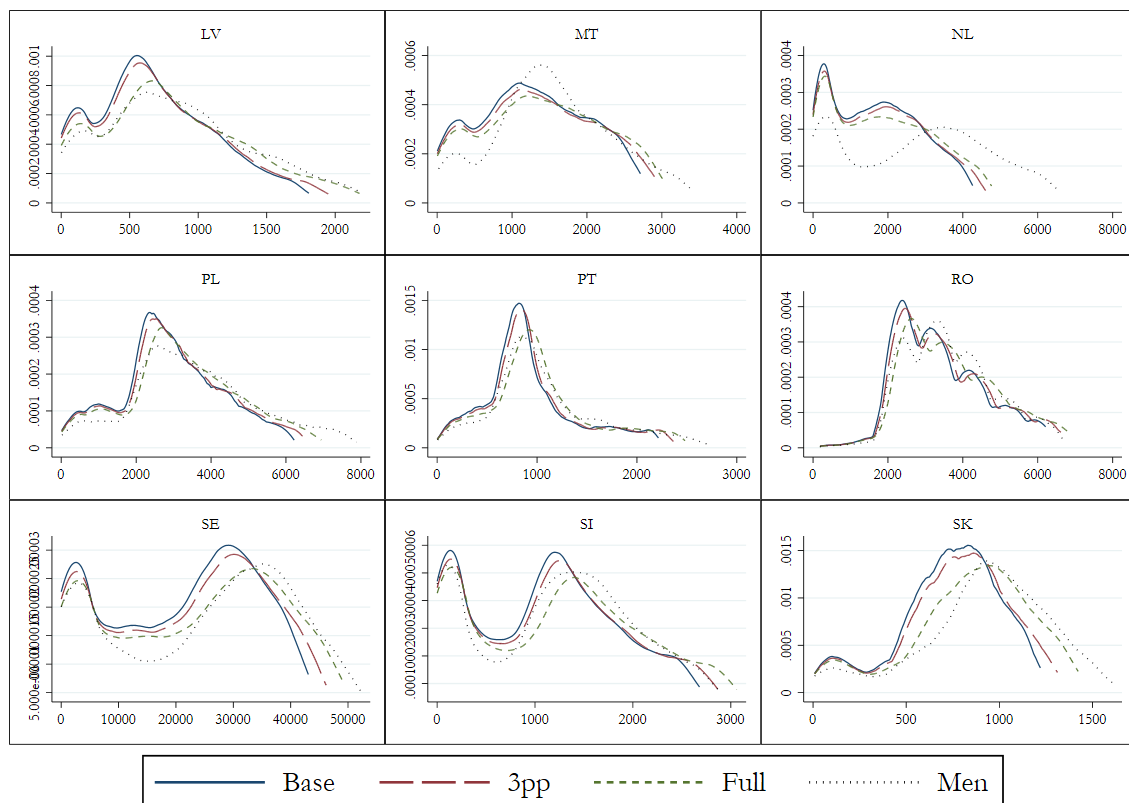 LV
MT
NL
0 .0002 .0004 .0006 .0008 .001
0 .0002 .0004 .0006
0 .0001 .0002 .0003 .0004
0 500 1000 1500 2000
0 1000 2000 3000 4000
0 2000 4000 6000 8000
PL
PT
RO
0 .0001 .0002 .0003 .0004
0 .0005 .001 .0015
0 .0001 .0002 .0003 .0004
0 2000 4000 6000 8000
0 1000 2000 3000
0 2000 4000 6000 8000
SE
SI
SK
0 .0005 .001 .0015
0 10000 20000 30000 40000 50000
0 1000 2000 3000
0 500 1000 1500
Base 3pp Full Men